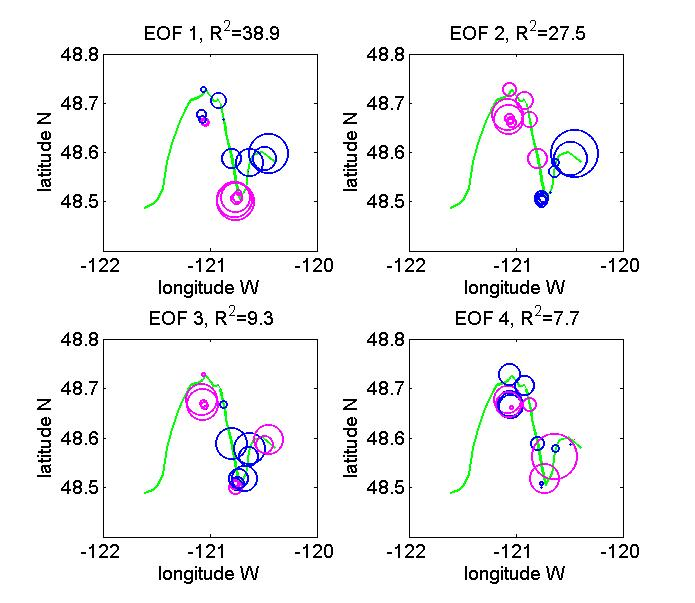 EOF 1, R²=38.9
48.8
48.7
48.6
48.5
latitude N
-122
-121
-120
longitude W
EOF 2, R²=27.5
48.8
48.7
48.6
48.5
latitude N
-122
-121
-120
longitude W
EOF 3, R²=9.3
48.8
48.7
48.6
48.5
latitude N
-122
-121
-120
longitude W
EOF 4, R²=7.7
48.8
48.7
48.6
48.5
latitude N
-122
-121
-120
longitude W